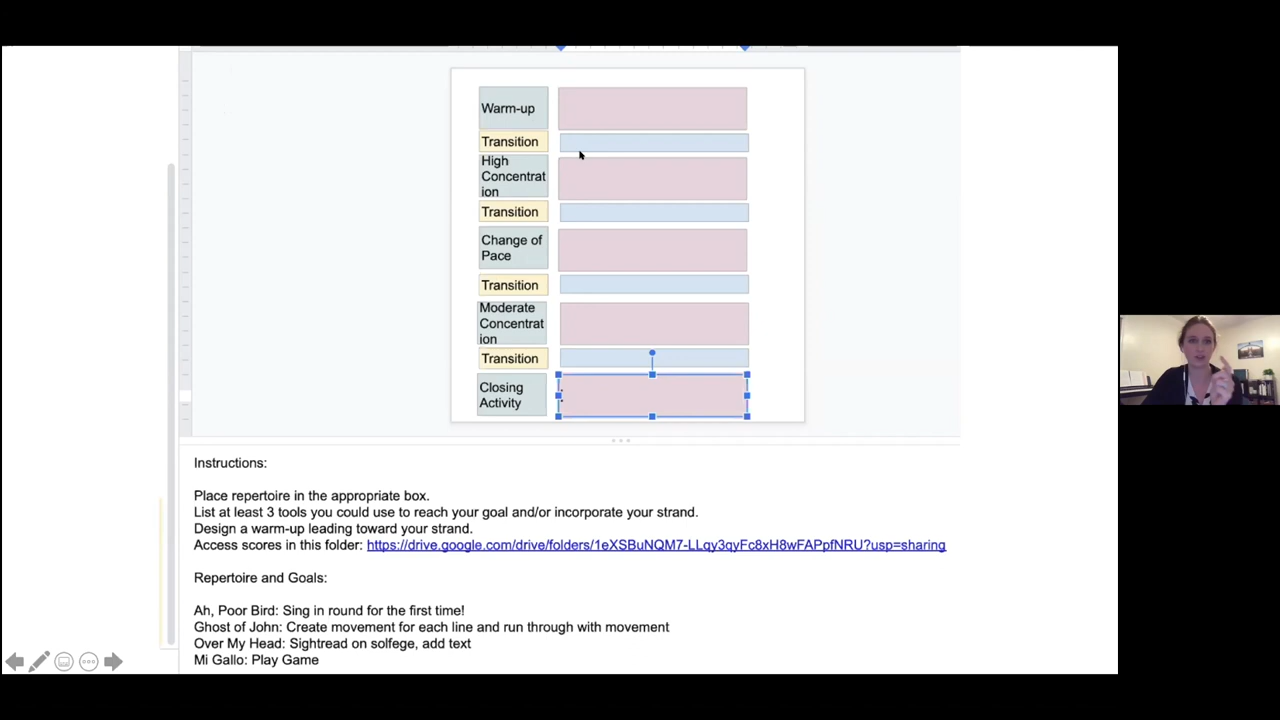 Warm-up
Transition
High
Concentrat
ion
Transition
Change of
Pace
Transition
Moderate
Concentrat
ion
Transition
Closing
Activity
Instructions:
Place repertoire in the appropriate box.
List at least 3 tools you could use to reach your goal and/or incorporate your strand.
Design a warm-up leading toward your strand.
Access scores in this folder: https://drive.google.com/drive/folders/1eXSBuNQM7-LLqy3qyFc8xH8wFAPpfNRU?usp=sharing
Repertoire and Goals:
Ah, Poor Bird: Sing in round for the first time!
Ghost of John: Create movement for each line and run through with movement
Over My Head: Sightread on solfege, add text
Mi Gallo: Play Game